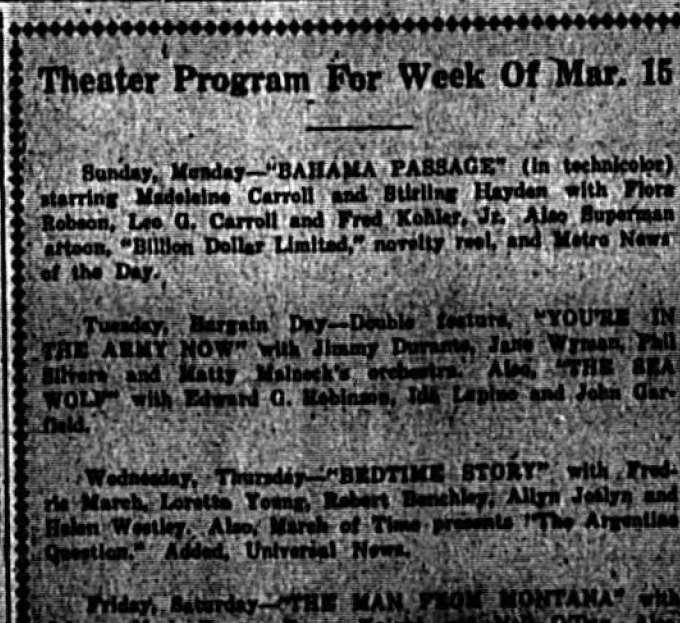 Theater Program For Week Of Mar. 15
Sunday, Monday—"BAHAMA PASSAGE" (in technicolor)
starring Madeleine Carroll and Stirling Hayden with Flora
Robson, Leo G. Carroll and Fred Kohler, Jr. Also Superman
artoon, "Billion Dollar Limited," novelty reel, and Metro News
of the Day.
Tuesday, Bargain Day—Double feature, "YOU'RE IN
THE ARMY NOW" with Jimmy Durante, Jane Wyman, Phil
Silvers and Matty Malneck's orchestra. Also, "THE SEA
WOLF" with Edward G. Robinson, Ida Lupino and John Gar-
field.
Wednesday, Thursday—"BEDTIME STORY" with Fred-
ric March, Loretta Young, Robert Benchley, Allyn Joslyn and
Helen Westley. Also, March of Time presents "The Argentine
Question." Added, Universal News.
Friday, Saturday—"THE MAN FROM MONTANA" with